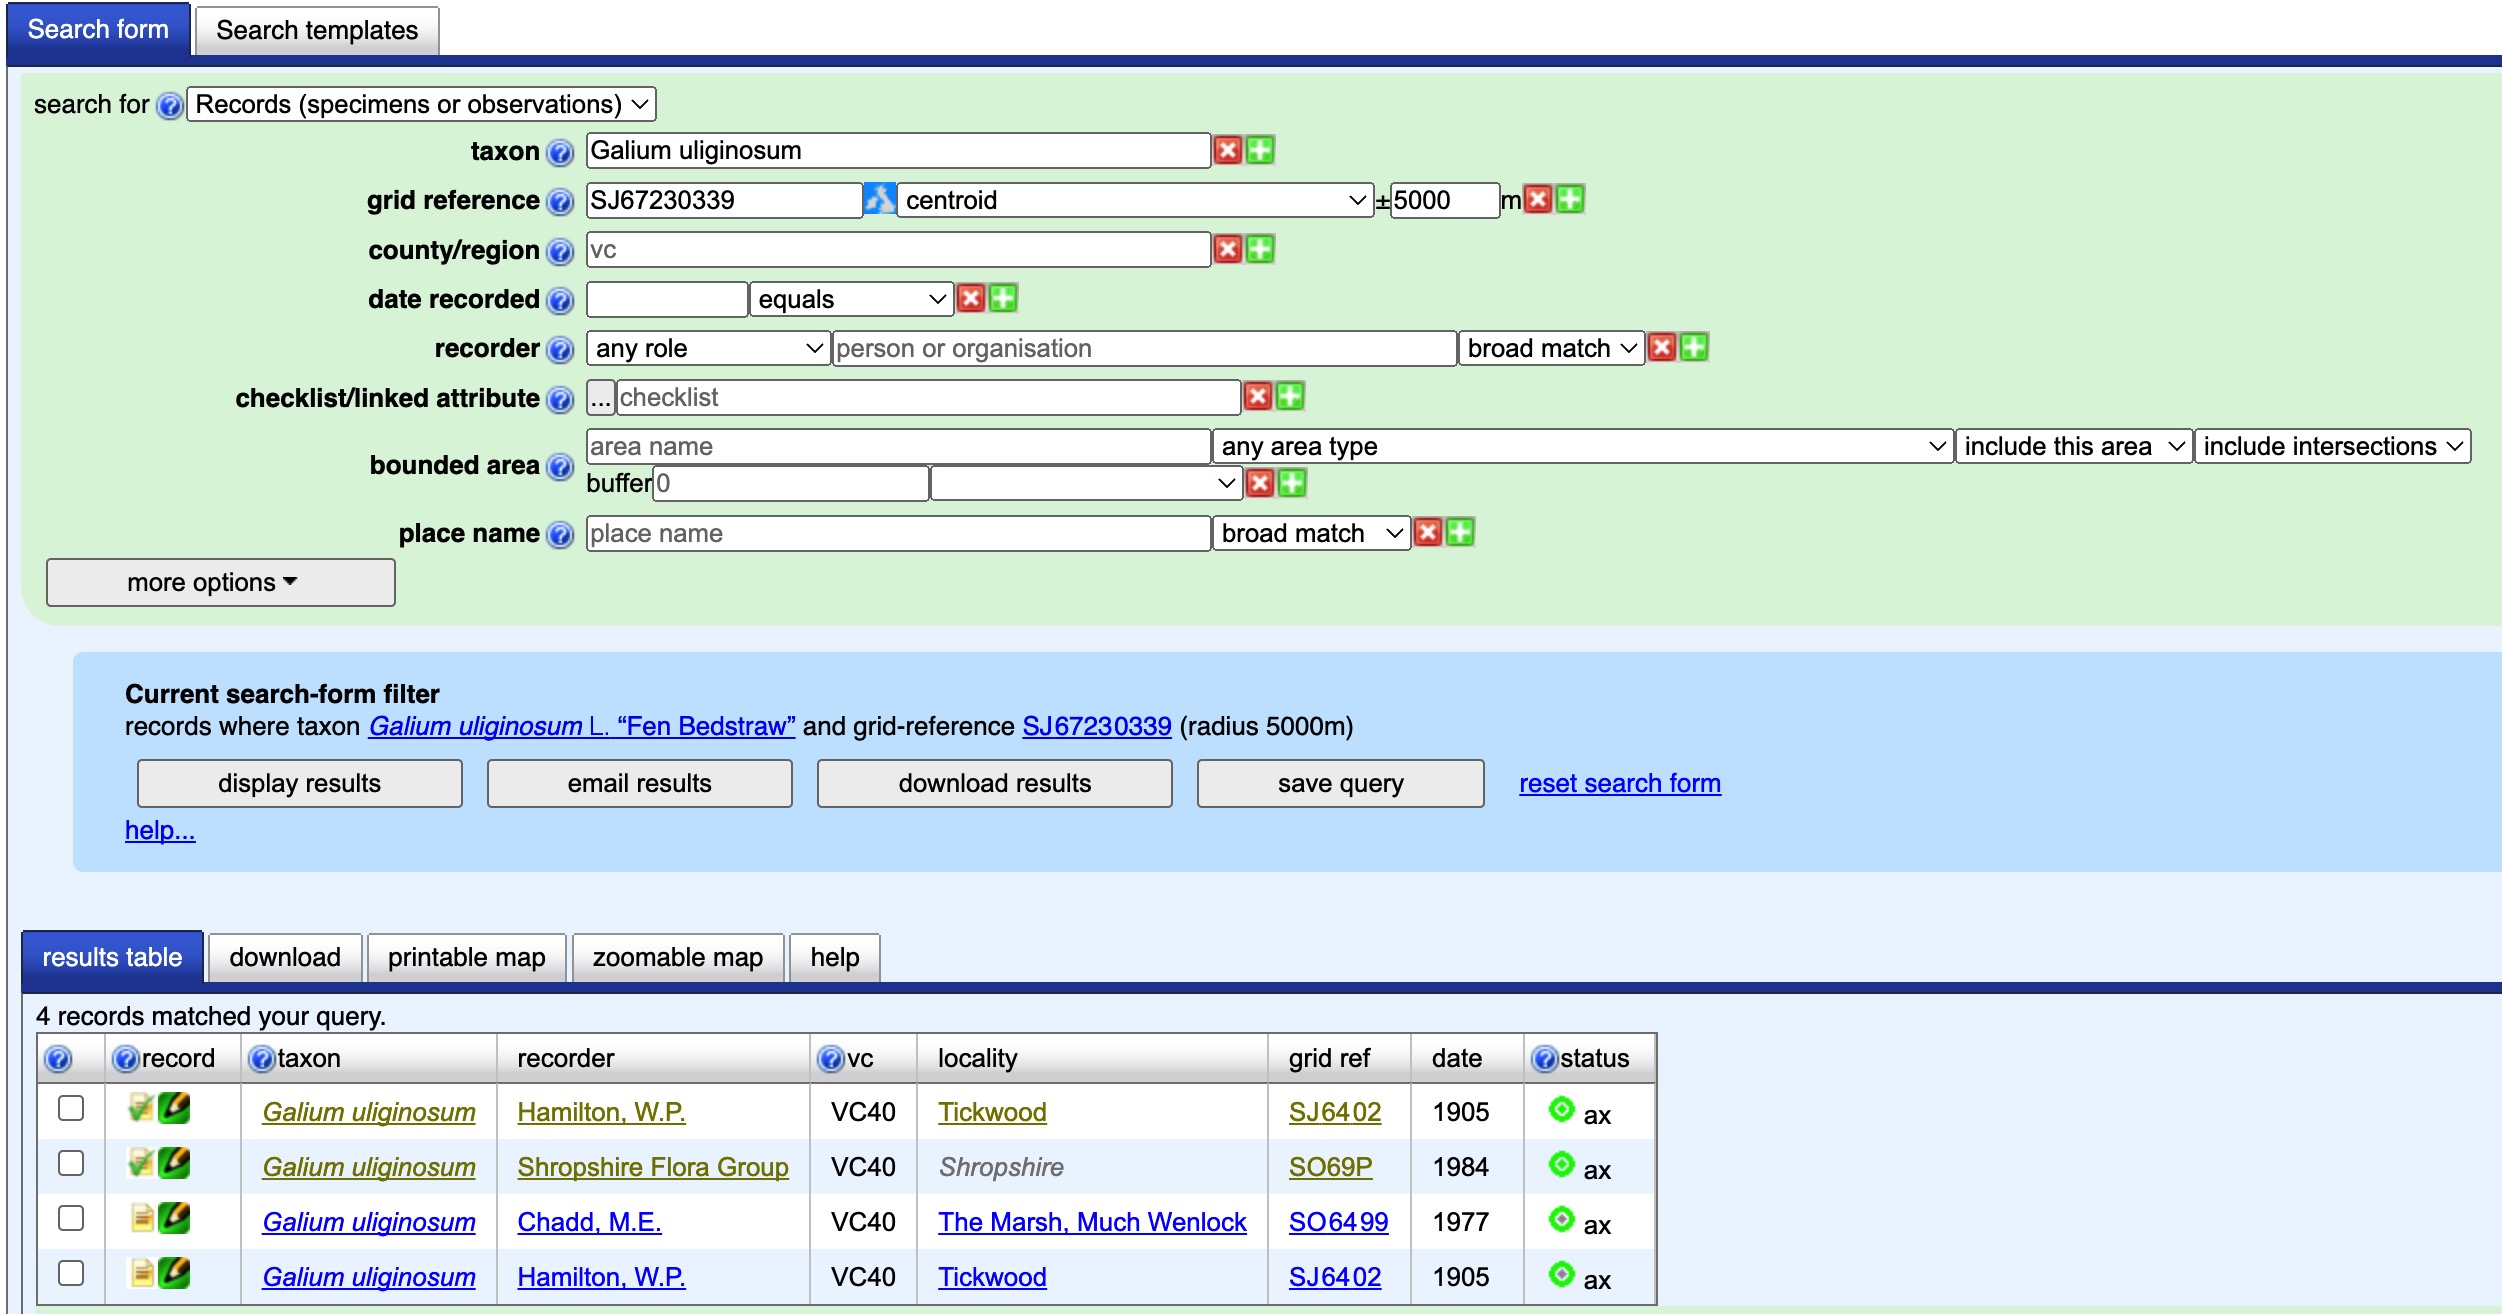 Search form Search templates
search for Records (specimens or observations)
taxon Galium uliginosum
grid reference SJ67230339 centroid ±5000 m
county/region vc
date recorded equals
recorder any role person or organisation broad match
checklist/linked attribute ... checklist
bounded area area name any area type include this area include intersections
buffer 0
place name place name broad match
more options
Current search-form filter
records where taxon Galium uliginosum L. “Fen Bedstraw” and grid-reference SJ67230339 (radius 5000m)
display results email results download results save query reset search form
help...
results table download printable map zoomable map help
4 records matched your query.
record taxon recorder vc locality grid ref date status
Galium uliginosum Hamilton, W.P. VC40 Tickwood SJ6402 1905 ax
Galium uliginosum Shropshire Flora Group VC40 Shropshire SO69P 1984 ax
Galium uliginosum Chadd, M.E. VC40 The Marsh, Much Wenlock SO6499 1977 ax
Galium uliginosum Hamilton, W.P. VC40 Tickwood SJ6402 1905 ax